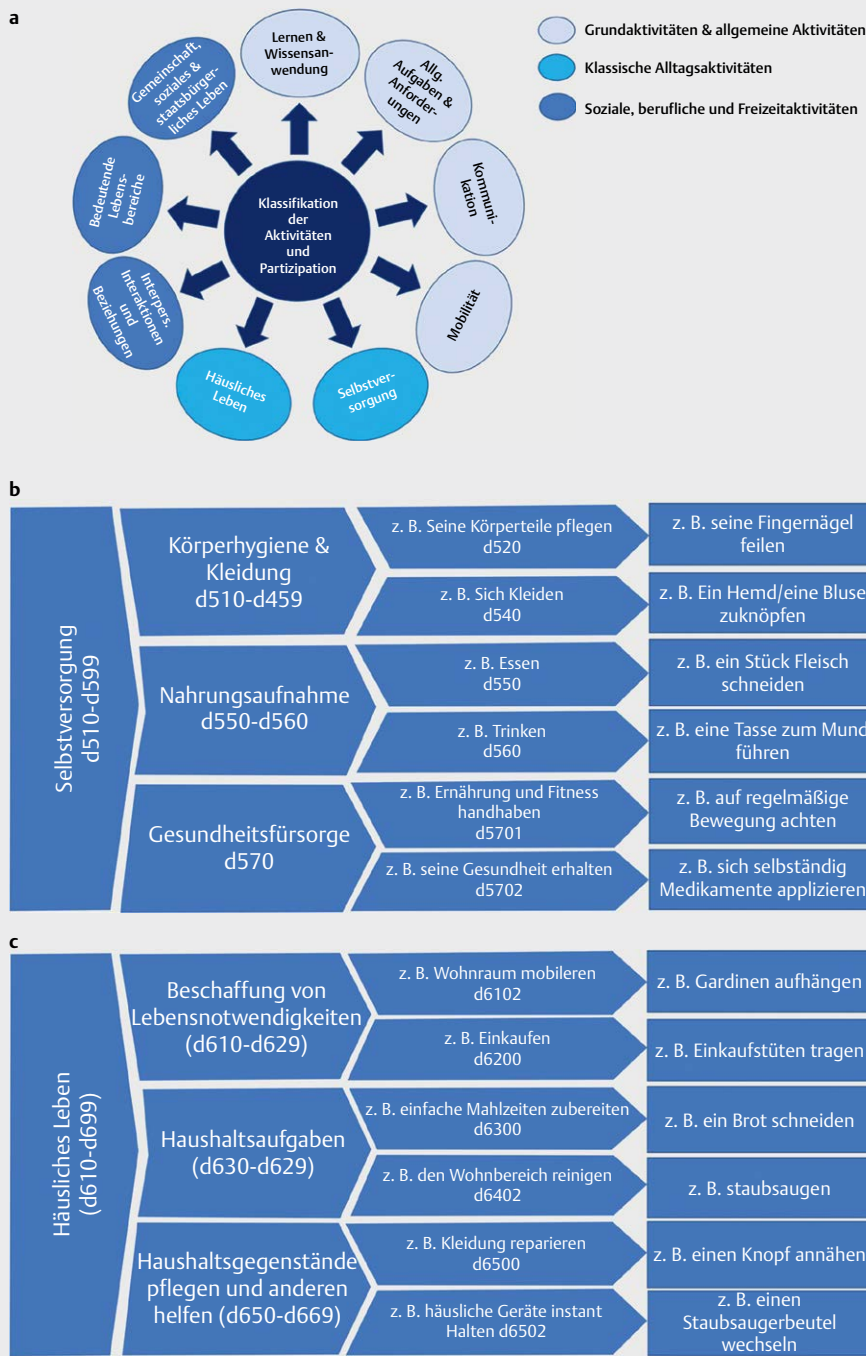 a
Lernen &
Wissensan-
wendung
Allg.
Aufgaben &
Anforder-
ungen
Kommuni-
kation
Mobilität
Selbstver-
sorgung
Häusliches
Leben
Interpers.
Interaktionen
und
Beziehungen
Bedeutende
Lebens-
bereiche
Gemeinschaft,
soziales &
staatsbürger-
liches Leben
Klassifikation
der
Aktivitäten
und
Partizipation
Grundaktivitäten & allgemeine Aktivitäten
Klassische Alltagsaktivitäten
Soziale, berufliche und Freizeitaktivitäten
b
Selbstversorgung
d510-d599
Körperhygiene &
Kleidung
d510-d459
z. B. Seine Körperteile pflegen
d520
z. B. seine Fingernägel
feilen
z. B. Sich Kleiden
d540
z. B. Ein Hemd/eine Bluse
zuknöpfen
Nahrungsaufnahme
d550-d560
z. B. Essen
d550
z. B. ein Stück Fleisch
schneiden
z. B. Trinken
d560
z. B. eine Tasse zum Mund
führen
Gesundheitsfürsorge
d570
z. B. Ernährung und Fitness
handhaben
d5701
z. B. auf regelmäßige
Bewegung achten
z. B. seine Gesundheit erhalten
d5702
z. B. sich selbständig
Medikamente applizieren
c
Häusliches Leben
(d610-d699)
Beschaffung von
Lebensnotwendigkeiten
(d610-d629)
z. B. Wohnraum mobileren
d6102
z. B. Gardinen aufhängen
z. B. Einkaufen
d6200
z. B. Einkaufstüten tragen
Haushaltsaufgaben
(d630-d629)
z. B. einfache Mahlzeiten zubereiten
d6300
z. B. ein Brot schneiden
z. B. den Wohnbereich reinigen
d6402
z. B. staubsaugen
Haushaltsgegenstände
pflegen und anderen
helfen (d650-d669)
z. B. Kleidung reparieren
d6500
z. B. einen Knopf annähen
z. B. häusliche Geräte instant
Halten d6502
z. B. einen
Staubsaugerbeutel
wechseln